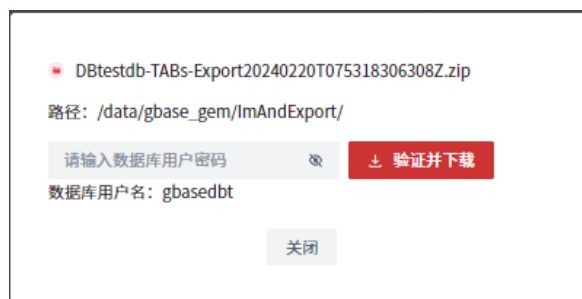 DBtestdb-TABs-Export20240220T075318306308Z.zip
路径：/data/gbase_gem/ImAndExport/
请输入数据库用户密码 验证并下载
数据库用户名：gbasedbt
关闭